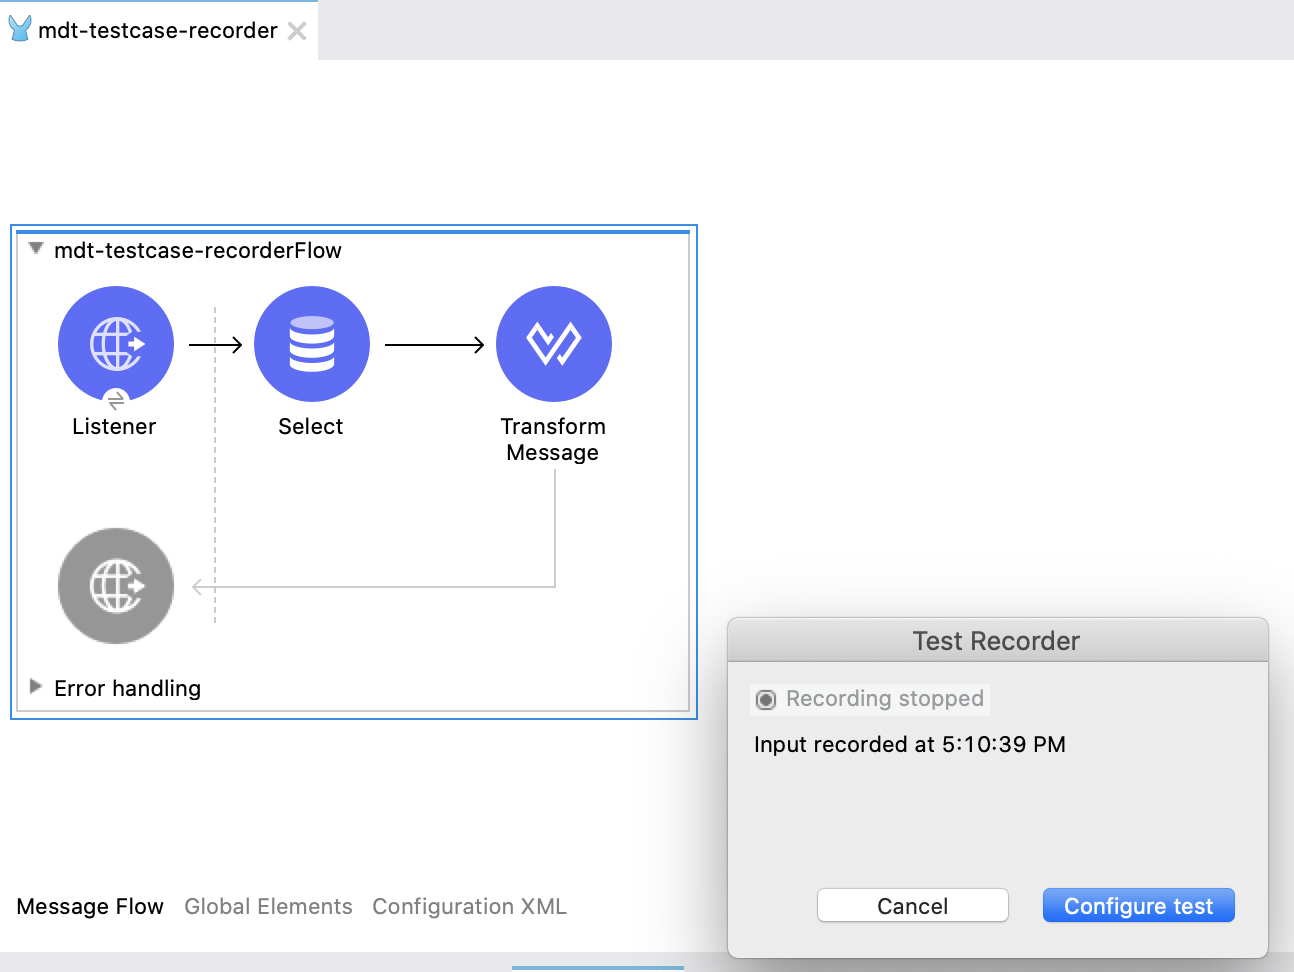 mdt-testcase-recorder
mdt-testcase-recorderFlow
Listener
Select
Transform
Message
Error handling
Test Recorder
Recording stopped
Input recorded at 5:10:39 PM
Cancel
Configure test
Message Flow
Global Elements
Configuration XML